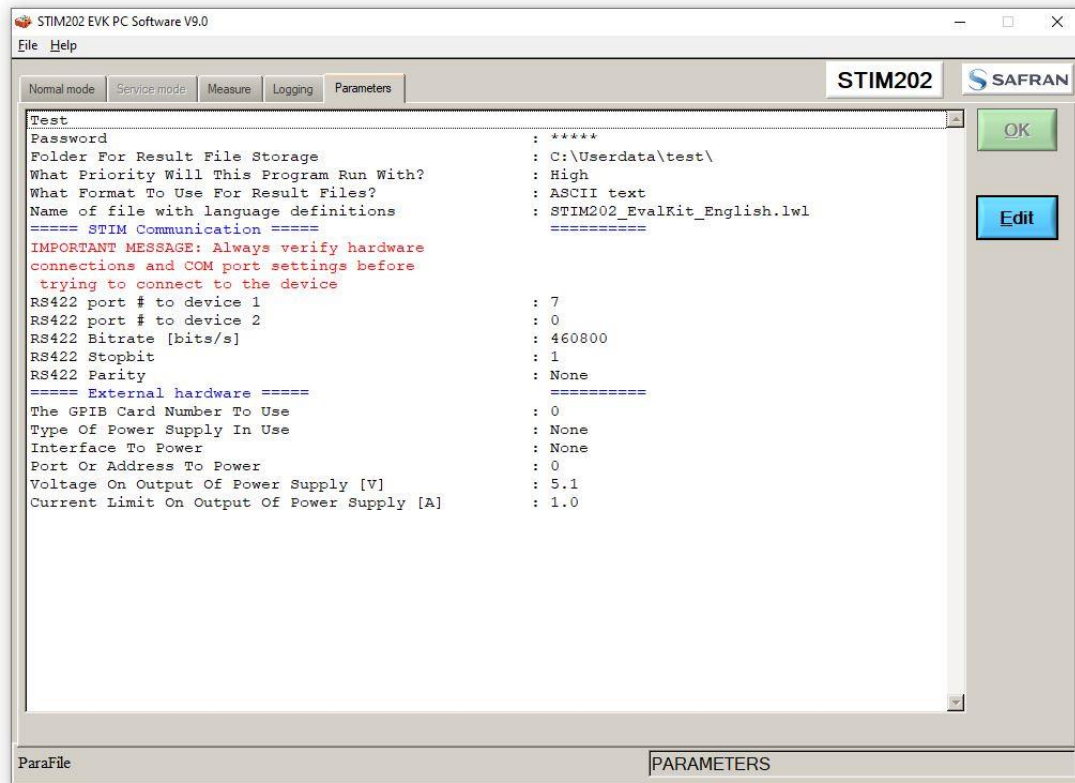 STIM202 EVK PC Software V9.0
File Help
Normal mode Service mode Measure Logging Parameters
STIM202
SAFRAN
Test
Password : *****
Folder For Result File Storage : C:\Userdata\test\
What Priority Will This Program Run With? : High
What Format To Use For Result Files? : ASCII text
Name of file with language definitions : STIM202_EvalKit_English.lwl
===== STIM Communication ===== ==========
IMPORTANT MESSAGE: Always verify hardware
connections and COM port settings before
trying to connect to the device
RS422 port # to device 1 : 7
RS422 port # to device 2 : 0
RS422 Bitrate [bits/s] : 460800
RS422 Stopbit : 1
RS422 Parity : None
===== External hardware ===== ==========
The GPIB Card Number To Use : 0
Type Of Power Supply In Use : None
Interface To Power : None
Port Or Address To Power : 0
Voltage On Output Of Power Supply [V] : 5.1
Current Limit On Output Of Power Supply [A] : 1.0
OK
Edit
ParaFile
PARAMETERS